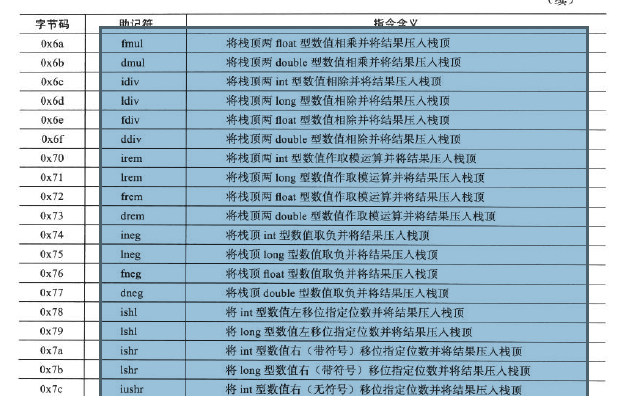 （续）
字节码 助记符 指令含义
0x6a fmul 将栈顶两 float 型数值相乘并将结果压入栈顶
0x6b dmul 将栈顶两 double 型数值相乘并将结果压入栈顶
0x6c idiv 将栈顶两 int 型数值相除并将结果压入栈顶
0x6d ldiv 将栈顶两 long 型数值相除并将结果压入栈顶
0x6e fdiv 将栈顶两 float 型数值相除并将结果压入栈顶
0x6f ddiv 将栈顶两 double 型数值相除并将结果压入栈顶
0x70 irem 将栈顶两 int 型数值作取模运算并将结果压入栈顶
0x71 lrem 将栈顶两 long 型数值作取模运算并将结果压入栈顶
0x72 frem 将栈顶两 float 型数值作取模运算并将结果压入栈顶
0x73 drem 将栈顶两 double 型数值作取模运算并将结果压入栈顶
0x74 ineg 将栈顶 int 型数值取负并将结果压入栈顶
0x75 lneg 将栈顶 long 型数值取负并将结果压入栈顶
0x76 fneg 将栈顶 float 型数值取负并将结果压入栈顶
0x77 dneg 将栈顶 double 型数值取负并将结果压入栈顶
0x78 ishl 将 int 型数值左移位指定位数并将结果压入栈顶
0x79 lshl 将 long 型数值左移位指定位数并将结果压入栈顶
0x7a ishr 将 int 型数值右（带符号）移位指定位数并将结果压入栈顶
0x7b lshr 将 long 型数值右（带符号）移位指定位数并将结果压入栈顶
0x7c iushr 将 int 型数值右（无符号）移位指定位数并将结果压入栈顶